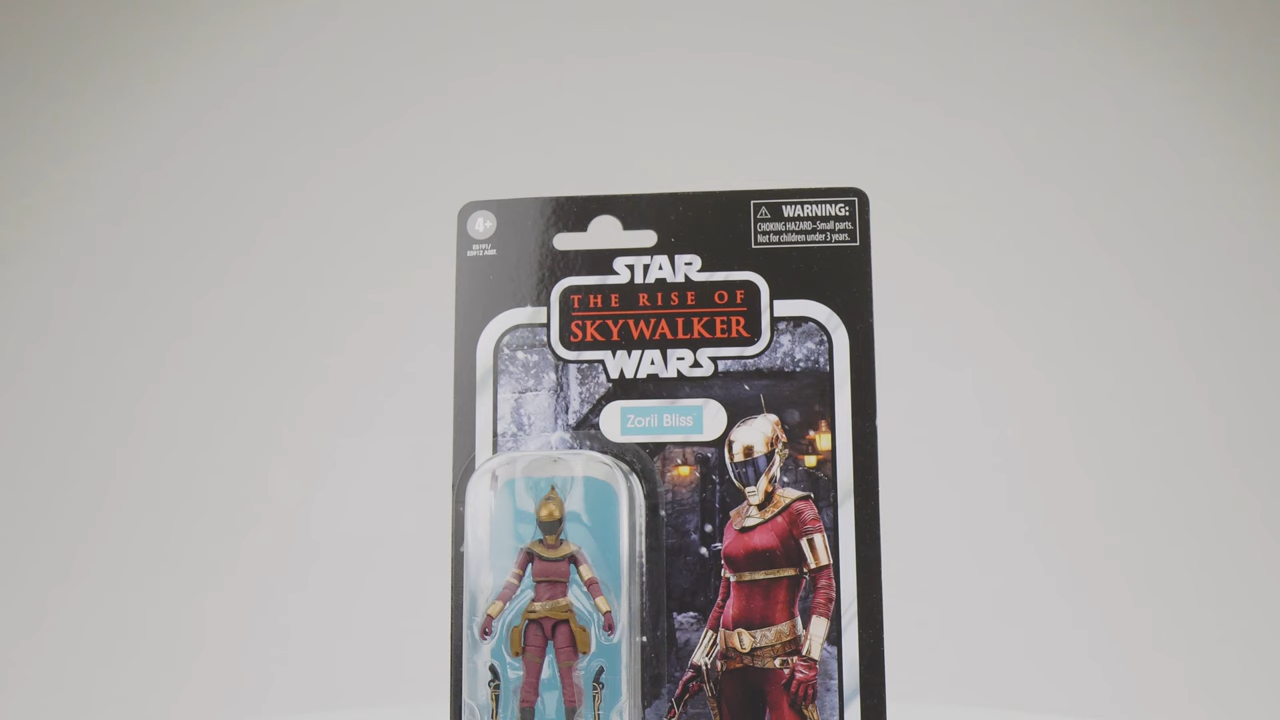 4+
E5191/
E0912 ASST.
WARNING:
CHOKING HAZARD–Small parts.
Not for children under 3 years.
STAR
THE RISE OF
SKYWALKER
WARS
Zorii Bliss